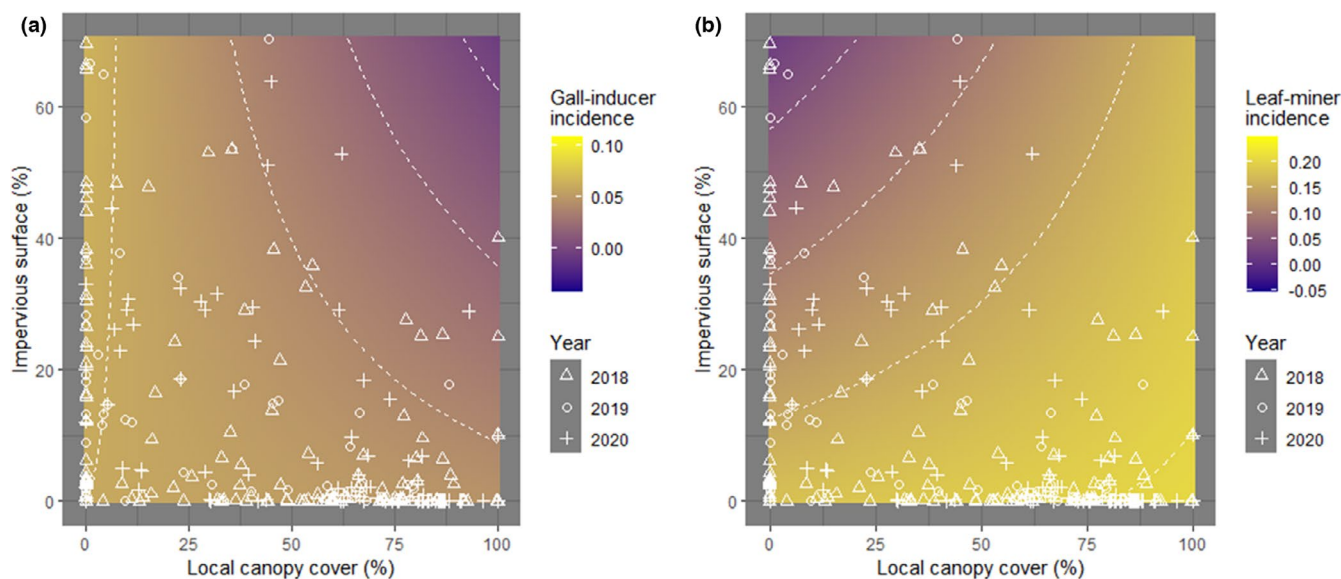 (a)
Impervious surface (%)
60
40
20
0
0 25 50 75 100
Local canopy cover (%)
Gall-inducer
incidence
0.10
0.05
0.00
Year
2018
2019
2020
(b)
Impervious surface (%)
60
40
20
0
0 25 50 75 100
Local canopy cover (%)
Leaf-miner
incidence
0.20
0.15
0.10
0.05
0.00
-0.05
Year
2018
2019
2020